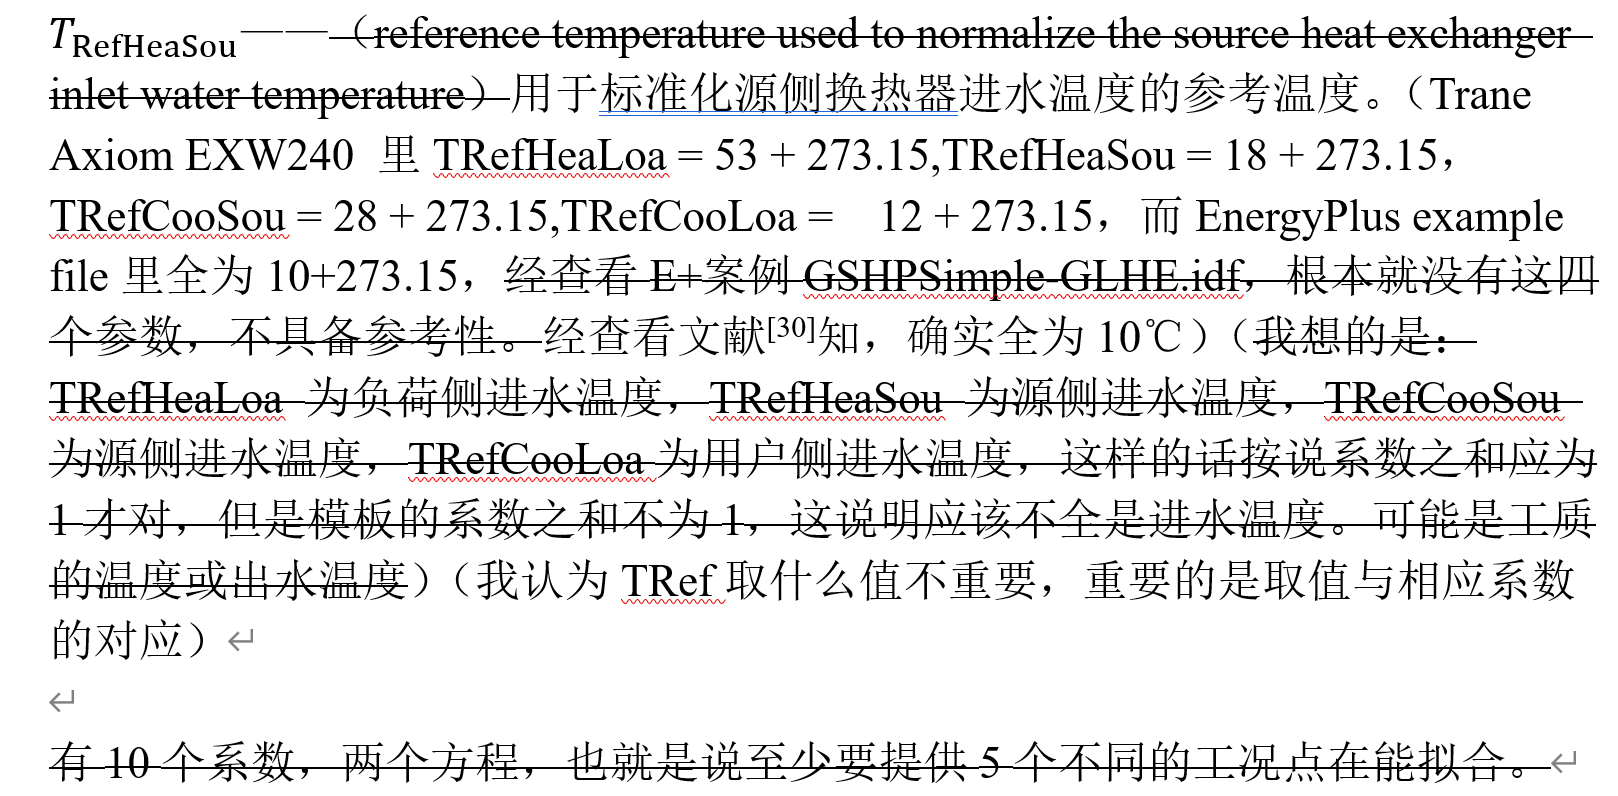 T_RefHeaSou——（reference temperature used to normalize the source heat exchanger
inlet water temperature）用于标准化源侧换热器进水温度的参考温度。（Trane
Axiom EXW240 里 TRefHeaLoa = 53 + 273.15,TRefHeaSou = 18 + 273.15，
TRefCooSou = 28 + 273.15,TRefCooLoa = 12 + 273.15，而 EnergyPlus example
file 里全为 10+273.15，经查看 E+案例 GSHPSimple-GLHE.idf，根本就没有这四
个参数，不具备参考性。经查看文献[30]知，确实全为 10℃）（我想的是：
TRefHeaLoa 为负荷侧进水温度，TRefHeaSou 为源侧进水温度，TRefCooSou
为源侧进水温度，TRefCooLoa 为用户侧进水温度，这样的话按说系数之和应为
1 才对，但是模板的系数之和不为 1，这说明应该不全是进水温度。可能是工质
的温度或出水温度）（我认为 TRef 取什么值不重要，重要的是取值与相应系数
的对应）
有 10 个系数，两个方程，也就是说至少要提供 5 个不同的工况点在能拟合。